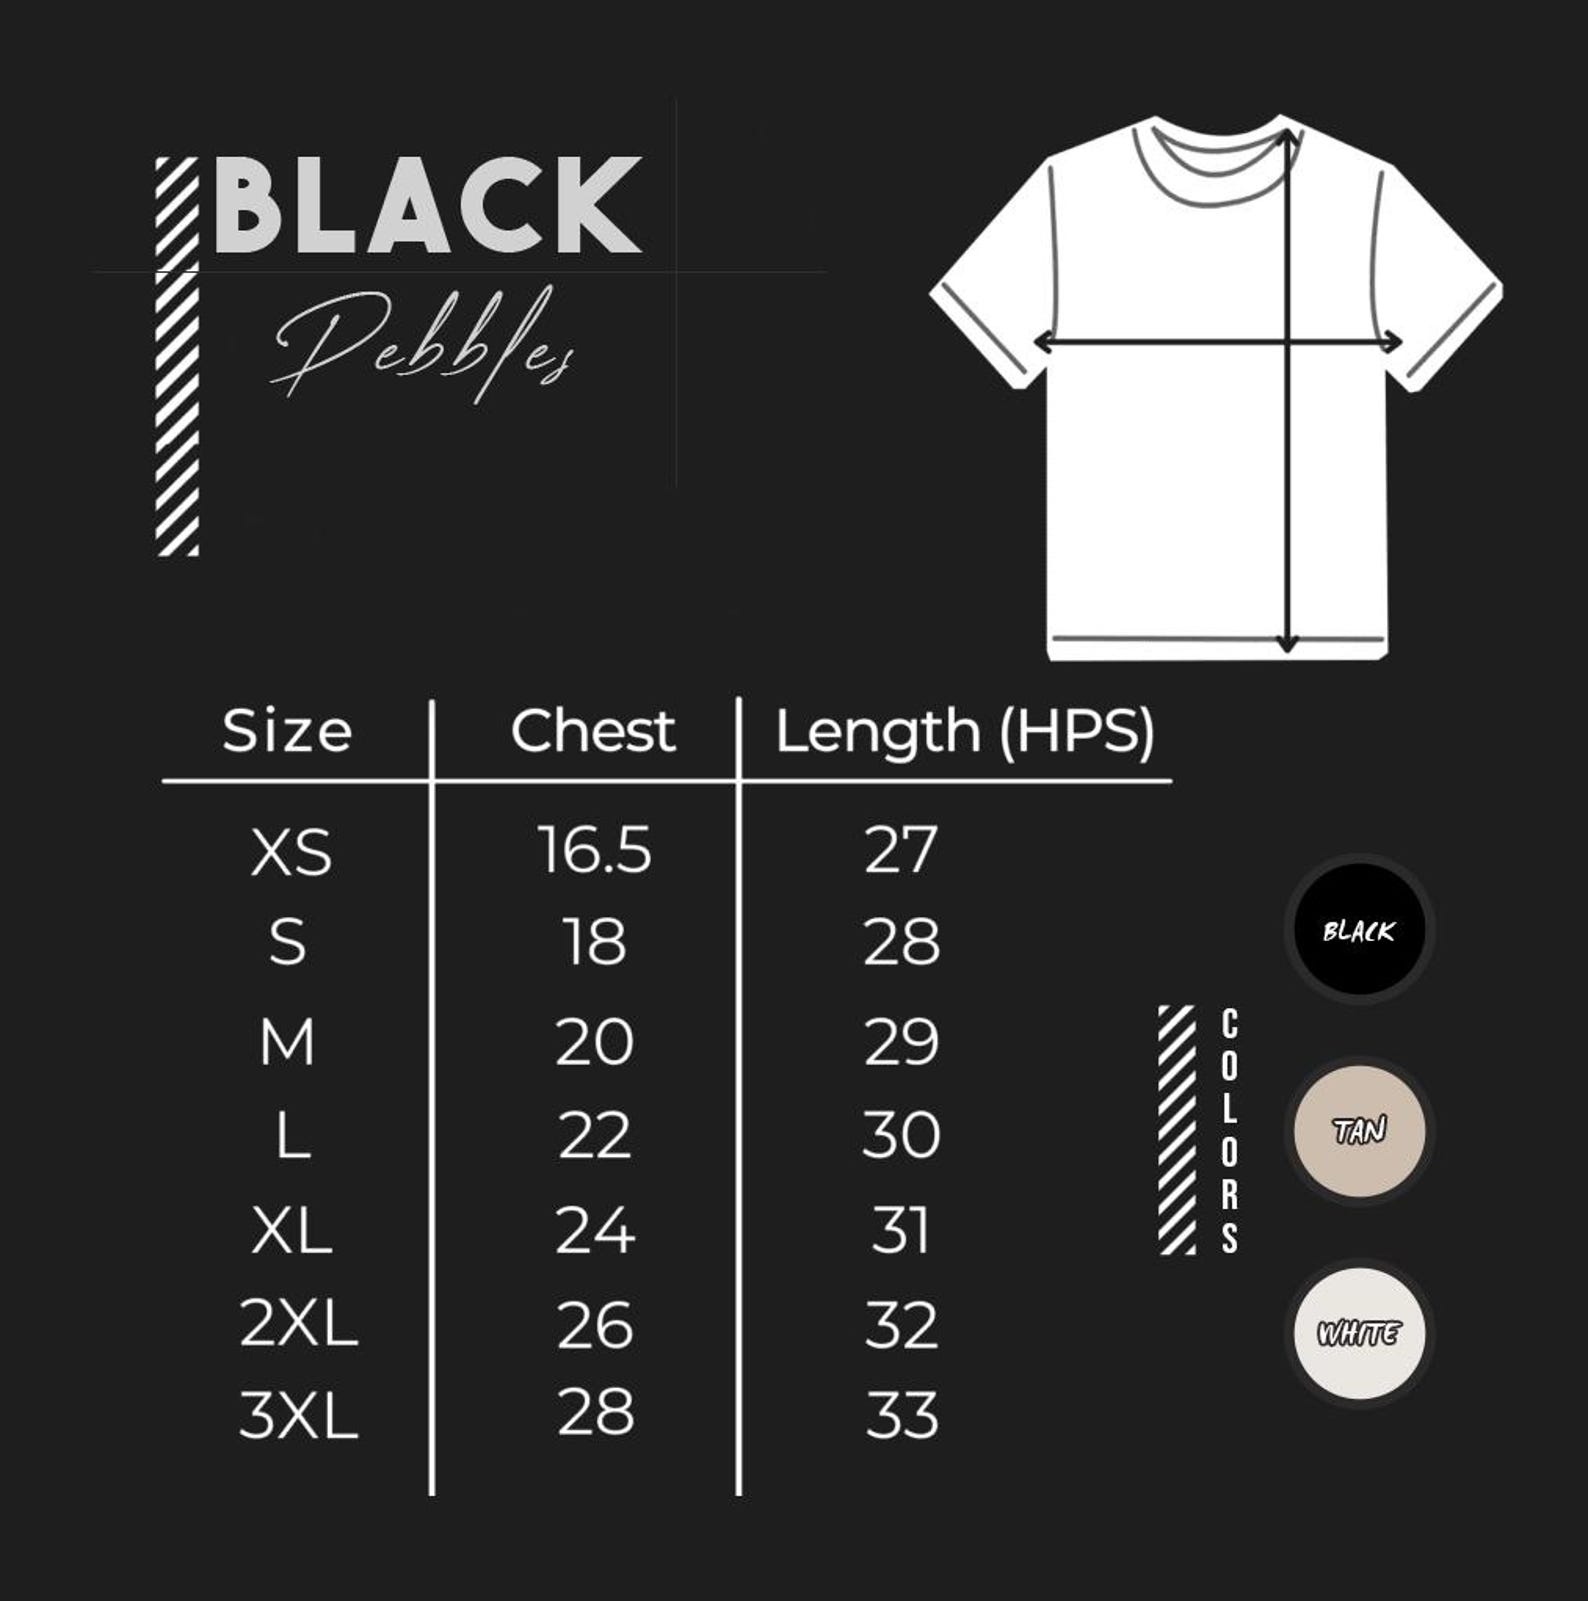 BLACK
Pebbles
Size Chest Length (HPS)
XS 16.5 27
S 18 28
M 20 29
L 22 30
XL 24 31
2XL 26 32
3XL 28 33
COLORS
BLACK
TAN
WHITE